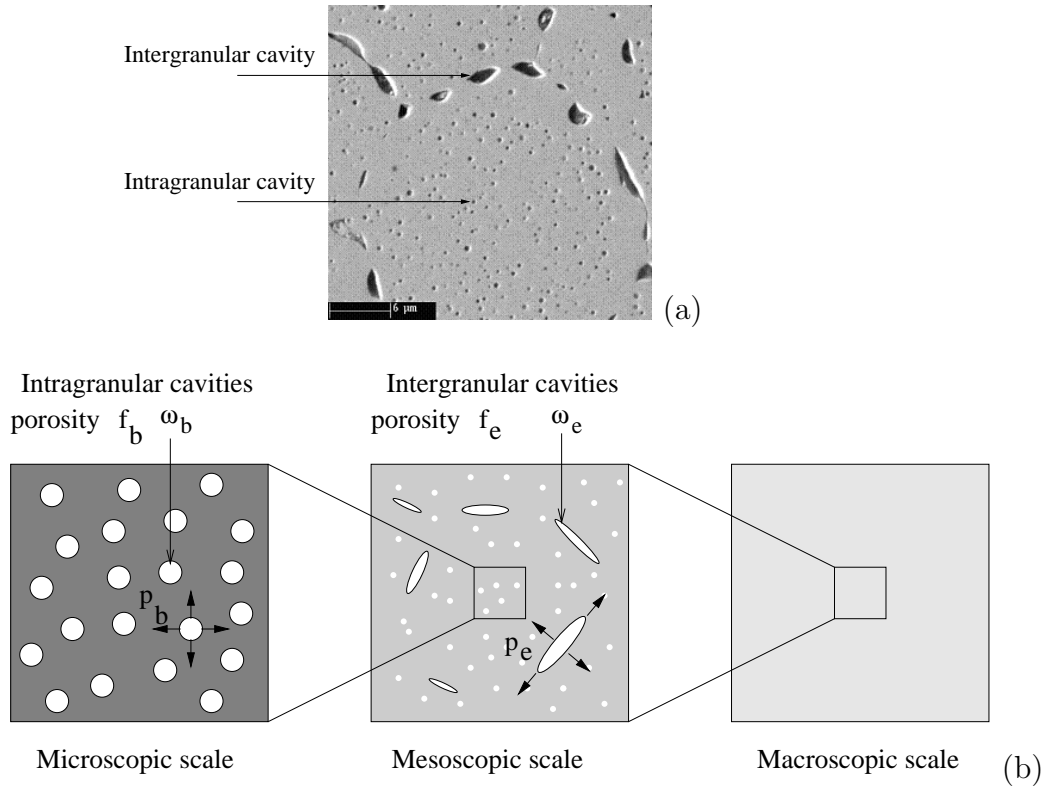 Intergranular cavity
Intragranular cavity
6 µm
(a)
Intragranular cavities
porosity f_b ω_b
Intergranular cavities
porosity f_e ω_e
p_b
p_e
Microscopic scale
Mesoscopic scale
Macroscopic scale
(b)